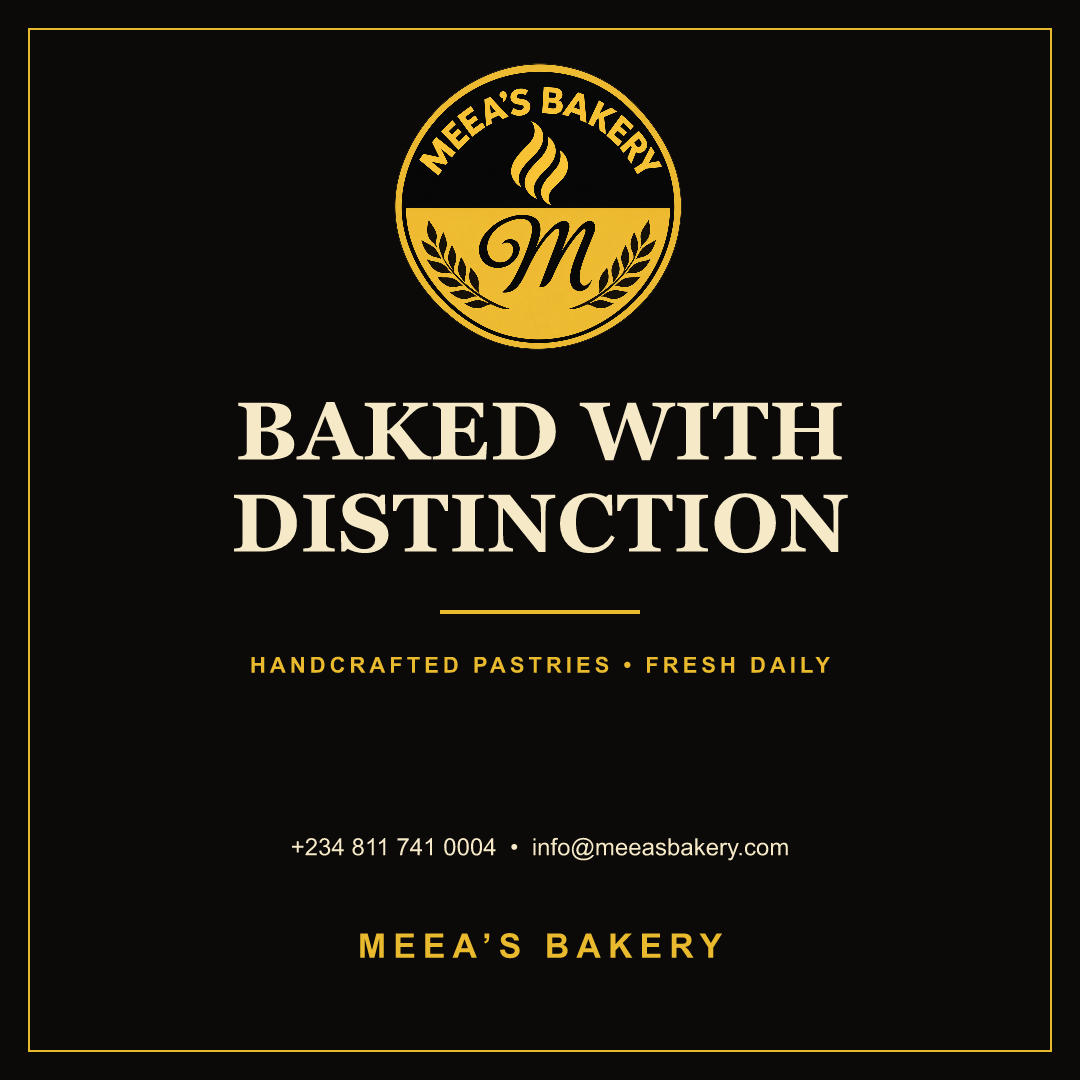 MEEA’S BAKERY
M
BAKED WITH
DISTINCTION
HANDCRAFTED PASTRIES • FRESH DAILY
+234 811 741 0004 • info@meeasbakery.com
MEEA’S BAKERY